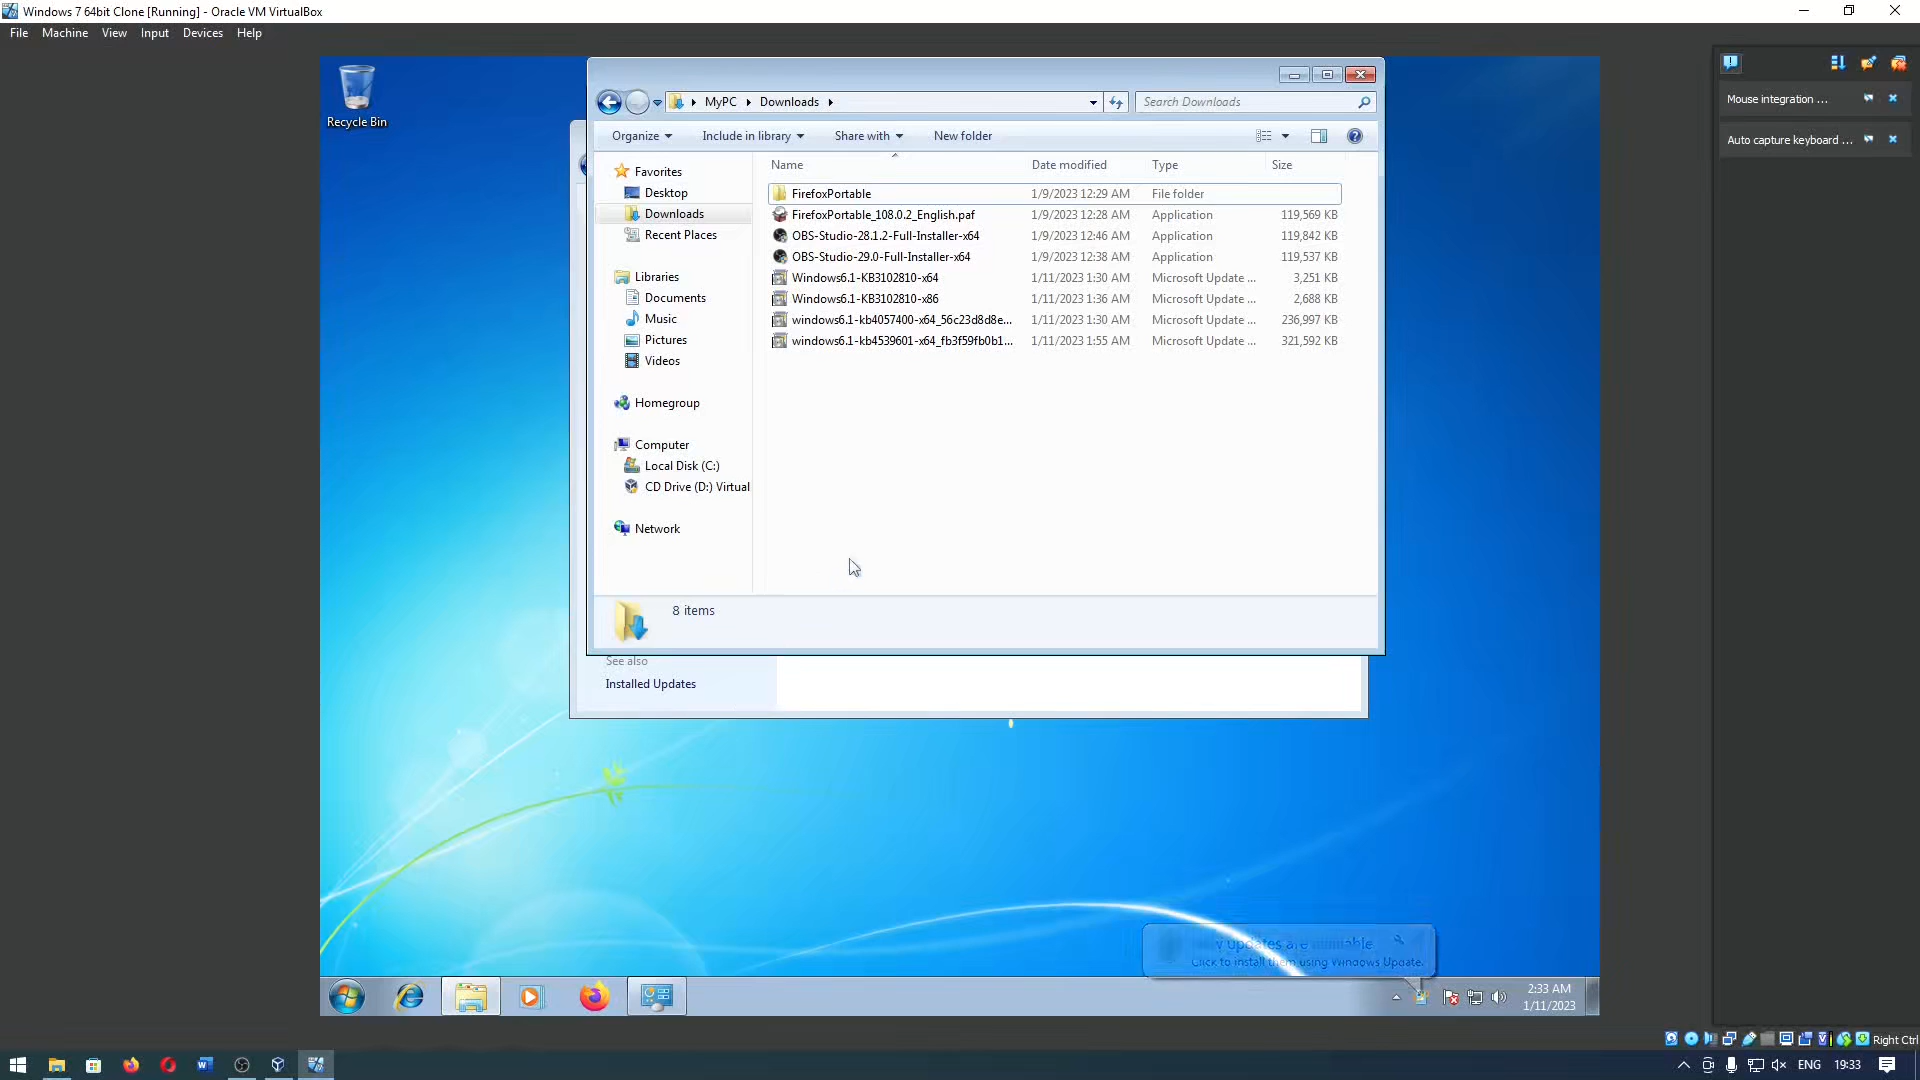 Windows 7 64bit Clone [Running] - Oracle VM VirtualBox
File Machine View Input Devices Help
Recycle Bin
MyPC Downloads
Search Downloads
Organize Include in library Share with New folder
Name Date modified Type Size
Favorites
Desktop
Downloads
Recent Places
Libraries
Documents
Music
Pictures
Videos
Homegroup
Computer
Local Disk (C:)
CD Drive (D:) Virtual
Network
FirefoxPortable 1/9/2023 12:29 AM File folder
FirefoxPortable_108.0.2_English.paf 1/9/2023 12:28 AM Application 119,569 KB
OBS-Studio-28.1.2-Full-Installer-x64 1/9/2023 12:46 AM Application 119,842 KB
OBS-Studio-29.0-Full-Installer-x64 1/9/2023 12:38 AM Application 119,537 KB
Windows6.1-KB3102810-x64 1/11/2023 1:30 AM Microsoft Update ... 3,251 KB
Windows6.1-KB3102810-x86 1/11/2023 1:36 AM Microsoft Update ... 2,688 KB
windows6.1-kb4057400-x64_56c23d8d8e... 1/11/2023 1:30 AM Microsoft Update ... 236,997 KB
windows6.1-kb4539601-x64_fb3f59fb0b1... 1/11/2023 1:55 AM Microsoft Update ... 321,592 KB
8 items
See also
Installed Updates
Mouse integration ...
Auto capture keyboard ...
updates are available
Click to install them using Windows Update.
2:33 AM
1/11/2023
Right Ctrl
ENG 19:33